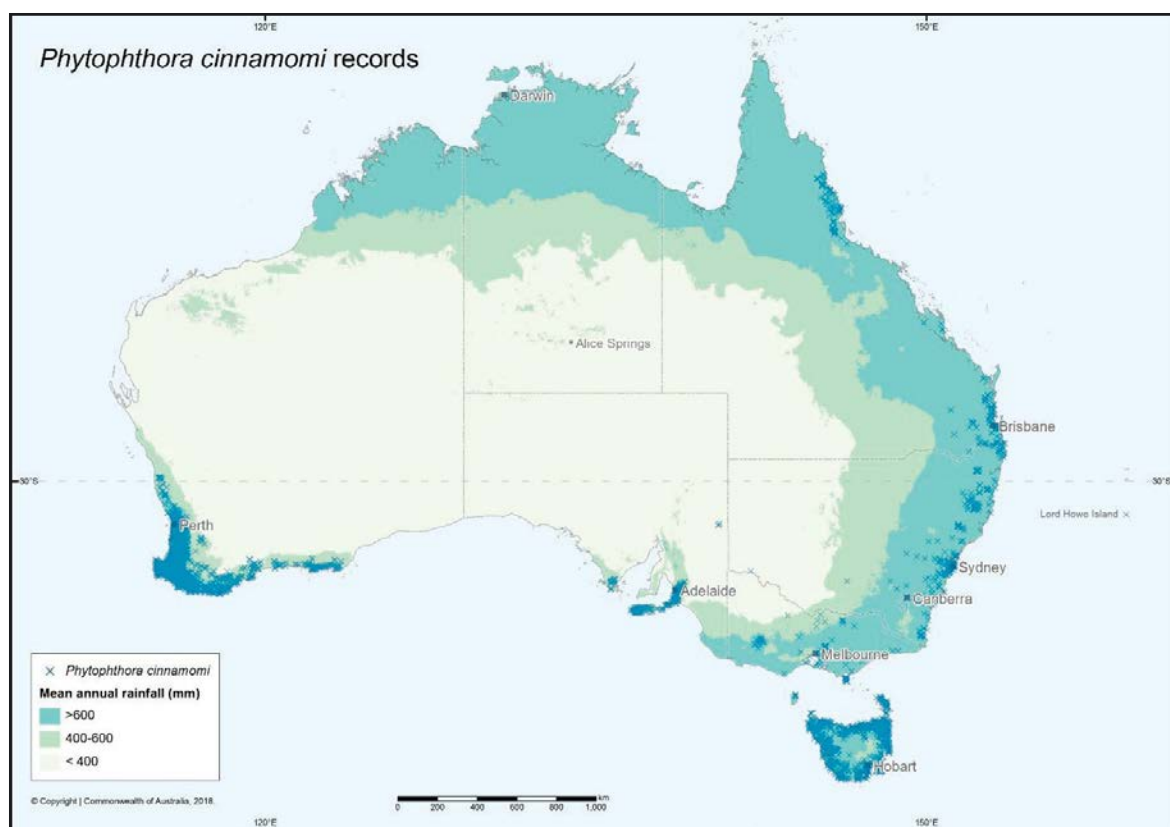 120°E
150°E
Phytophthora cinnamomi records
Darwin
Alice Springs
Brisbane
30°S
30°S
Lord Howe Island
Perth
Sydney
Adelaide
Canberra
Melbourne
Hobart
Phytophthora cinnamomi
Mean annual rainfall (mm)
>600
400-600
< 400
© Copyright | Commonwealth of Australia, 2018.
km
0 200 400 600 800 1,000
120°E
150°E